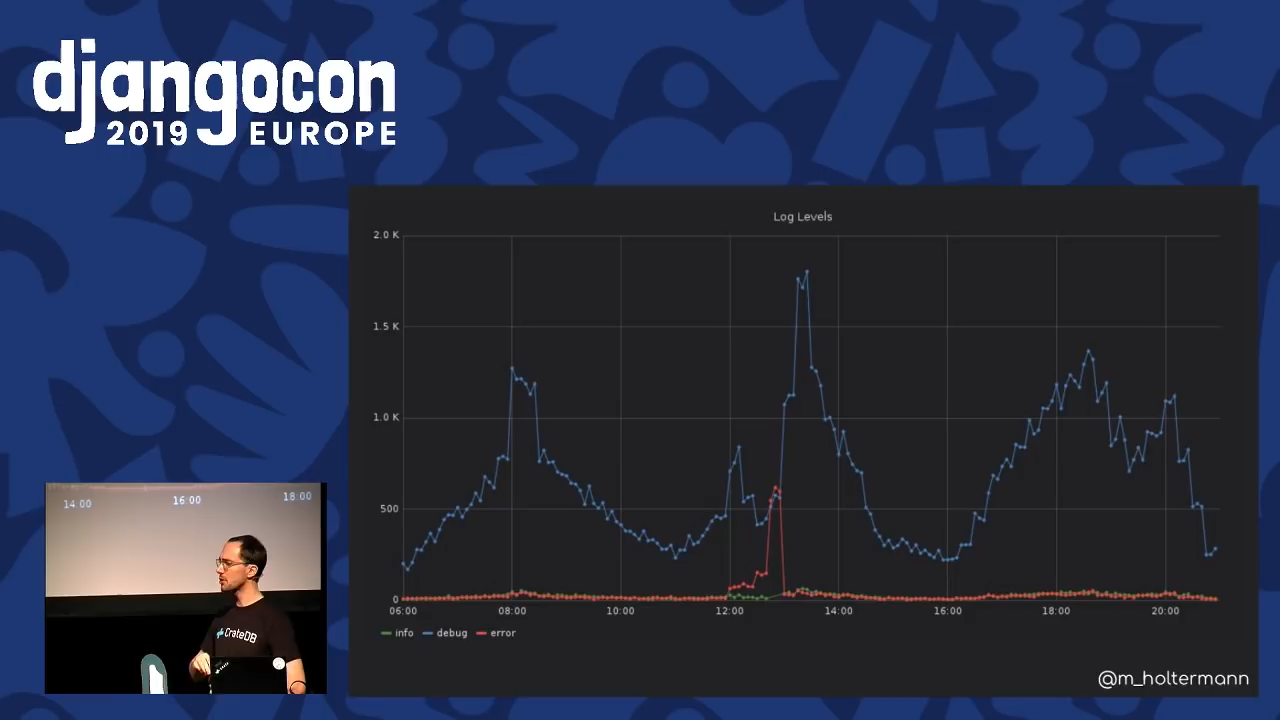 djangocon
2019 EUROPE
Log Levels
2.0 K
1.5 K
1.0 K
500
0
06:00 08:00 10:00 12:00 14:00 16:00 18:00 20:00
info debug error
@m_holtermann
14:00 16:00 18:00
CrateDB